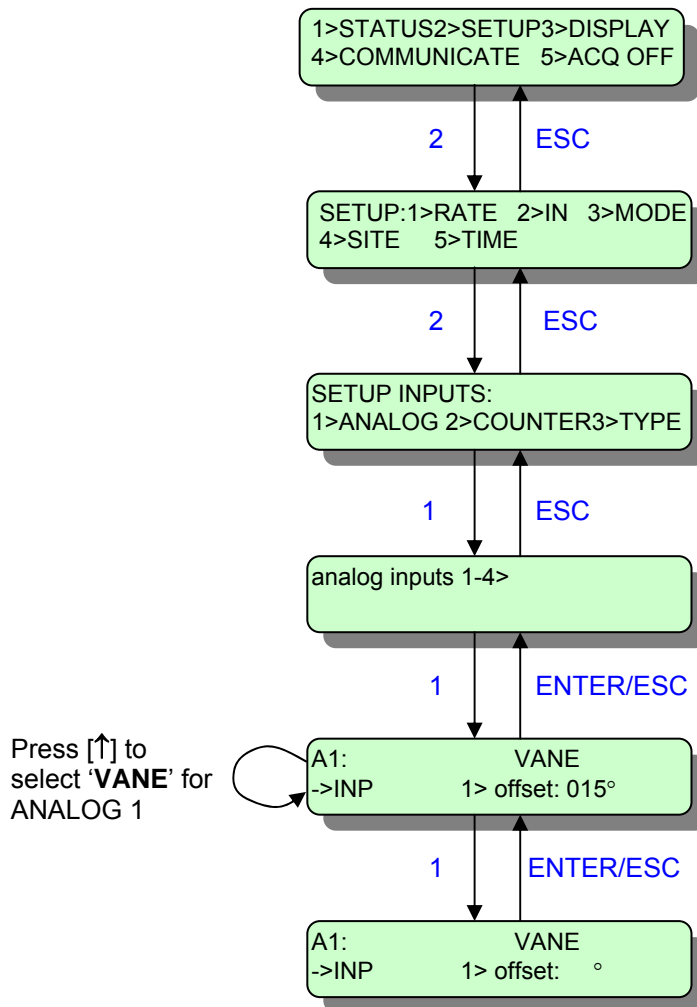 1>STATUS2>SETUP3>DISPLAY
4>COMMUNICATE 5>ACQ OFF
2 ESC
SETUP:1>RATE 2>IN 3>MODE
4>SITE 5>TIME
2 ESC
SETUP INPUTS:
1>ANALOG 2>COUNTER3>TYPE
1 ESC
analog inputs 1-4>
1 ENTER/ESC
Press [↑] to
select ‘VANE’ for
ANALOG 1
A1: VANE
->INP 1> offset: 015°
1 ENTER/ESC
A1: VANE
->INP 1> offset: °